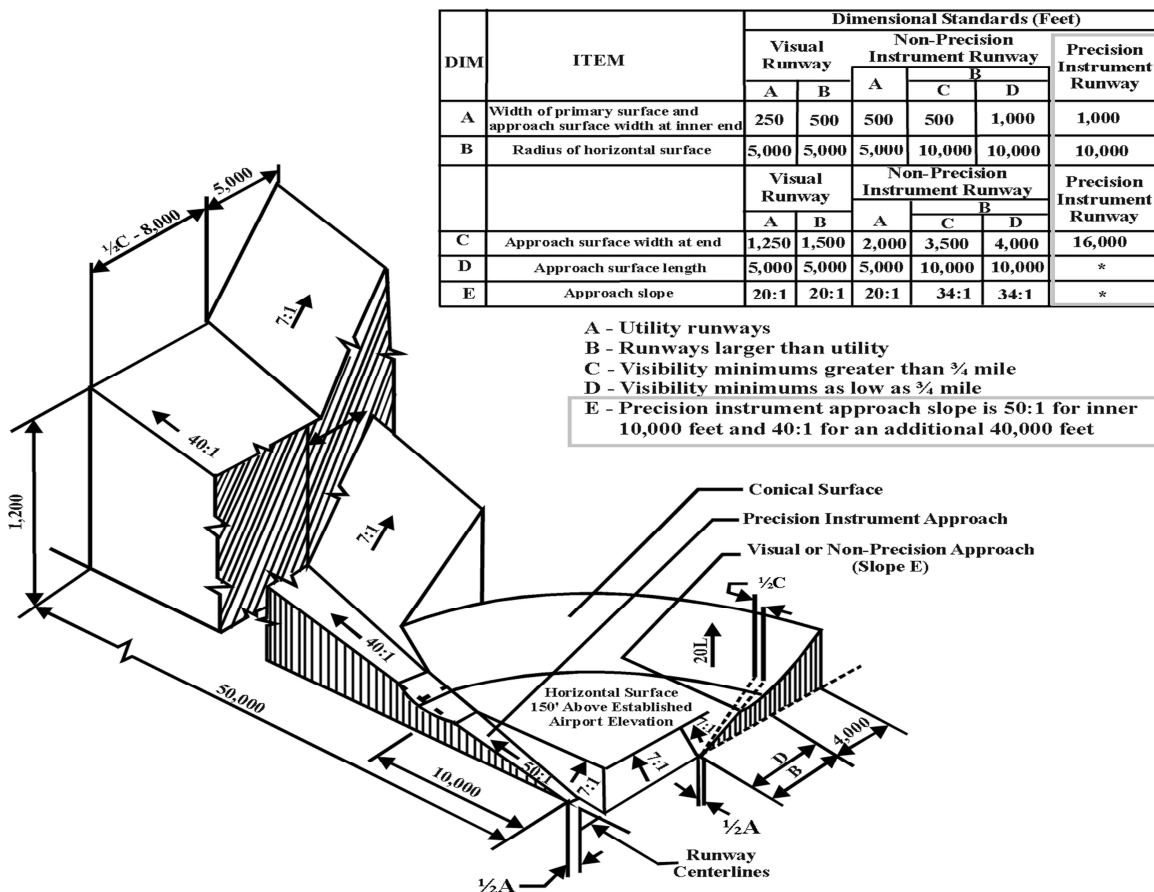 Dimensional Standards (Feet)
DIM ITEM Visual Runway Non-Precision Instrument Runway Precision Instrument Runway
B
A B A C D
A Width of primary surface and approach surface width at inner end 250 500 500 500 1,000 1,000
B Radius of horizontal surface 5,000 5,000 5,000 10,000 10,000 10,000
Visual Runway Non-Precision Instrument Runway Precision Instrument Runway
B
A B A C D
C Approach surface width at end 1,250 1,500 2,000 3,500 4,000 16,000
D Approach surface length 5,000 5,000 5,000 10,000 10,000 *
E Approach slope 20:1 20:1 20:1 34:1 34:1 *
A - Utility runways
B - Runways larger than utility
C - Visibility minimums greater than ¾ mile
D - Visibility minimums as low as ¾ mile
E - Precision instrument approach slope is 50:1 for inner
10,000 feet and 40:1 for an additional 40,000 feet
5,000
½C - 8,000
7:1
40:1
1,200
7:1
Conical Surface
Precision Instrument Approach
Visual or Non-Precision Approach
(Slope E)
½C
20L
40:1
Horizontal Surface
150' Above Established
Airport Elevation
50,000
10,000
50:1
7:1
7:1
7:1
4,000
D
B
½A
Runway
Centerlines
½A